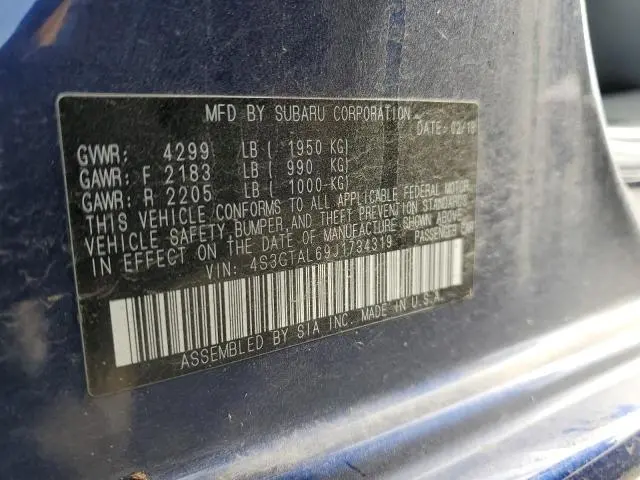 MFD BY SUBARU CORPORATION
DATE: 02/18
GVWR: 4299 LB ( 1950 KG)
GAWR: F 2183 LB ( 990 KG)
GAWR: R 2205 LB ( 1000 KG)
THIS VEHICLE CONFORMS TO ALL APPLICABLE FEDERAL MOTOR
VEHICLE SAFETY, BUMPER, AND THEFT PREVENTION STANDARDS
IN EFFECT ON THE DATE OF MANUFACTURE SHOWN ABOVE.
VIN: 4S3GTAL69J1734319 PASSENGER CAR
ASSEMBLED BY SIA INC. MADE IN U.S.A.